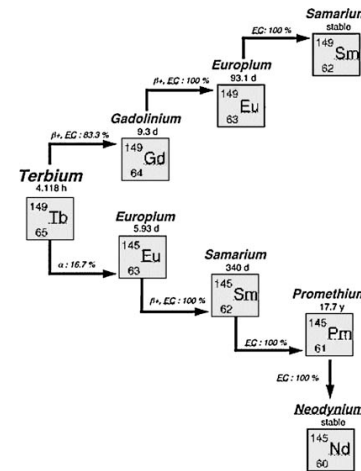 Samarium
stable
EC: 100 %
149
Sm
62
Europium
93.1 d
β+, EC : 100 %
149
Eu
63
Gadolinium
9.3 d
β+, EC : 83.3 %
149
Gd
64
Terbium
4.118 h
149
Tb
65
α : 16.7 %
Europium
5.93 d
145
Eu
63
β+, EC : 100 %
Samarium
340 d
145
Sm
62
EC : 100 %
Promethium
17.7 y
145
Pm
61
EC : 100 %
Neodynium
stable
145
Nd
60